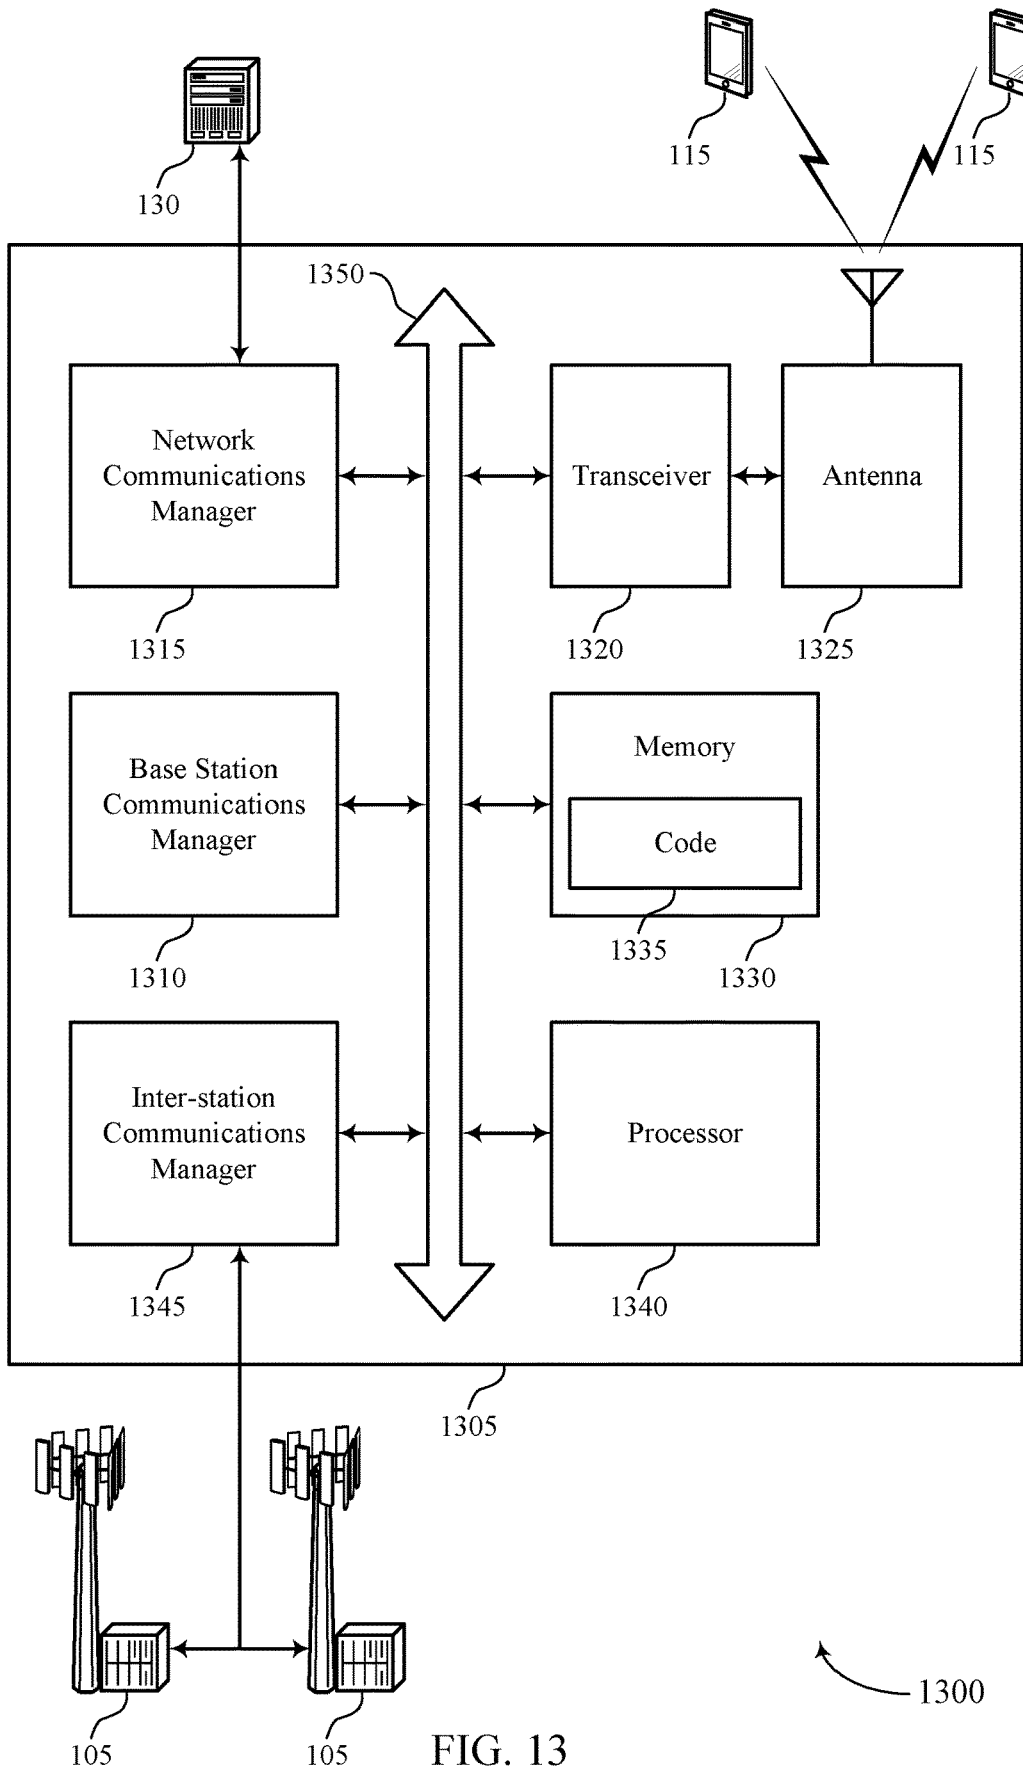 115
115
130
1350
Network
Communications
Manager
Transceiver
Antenna
1315
1320
1325
Base Station
Communications
Manager
Memory
Code
1335
1310
1330
Inter-station
Communications
Manager
Processor
1345
1340
1305
1300
105
105
FIG. 13